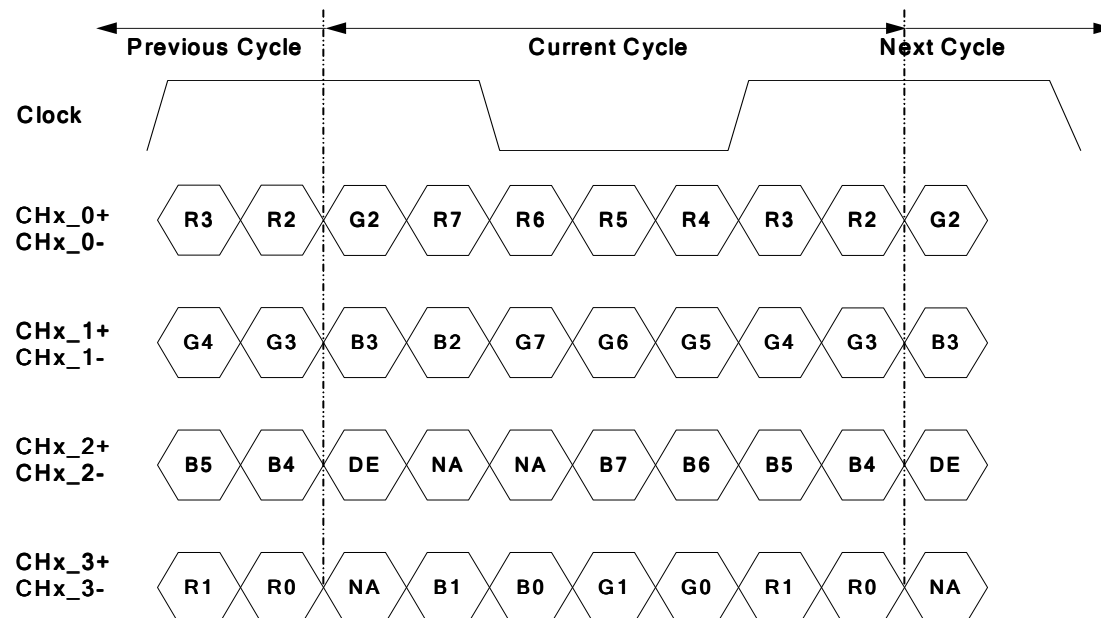 Previous Cycle Current Cycle Next Cycle
Clock
CHx_0+
CHx_0-
R3 R2 G2 R7 R6 R5 R4 R3 R2 G2
CHx_1+
CHx_1-
G4 G3 B3 B2 G7 G6 G5 G4 G3 B3
CHx_2+
CHx_2-
B5 B4 DE NA NA B7 B6 B5 B4 DE
CHx_3+
CHx_3-
R1 R0 NA B1 B0 G1 G0 R1 R0 NA